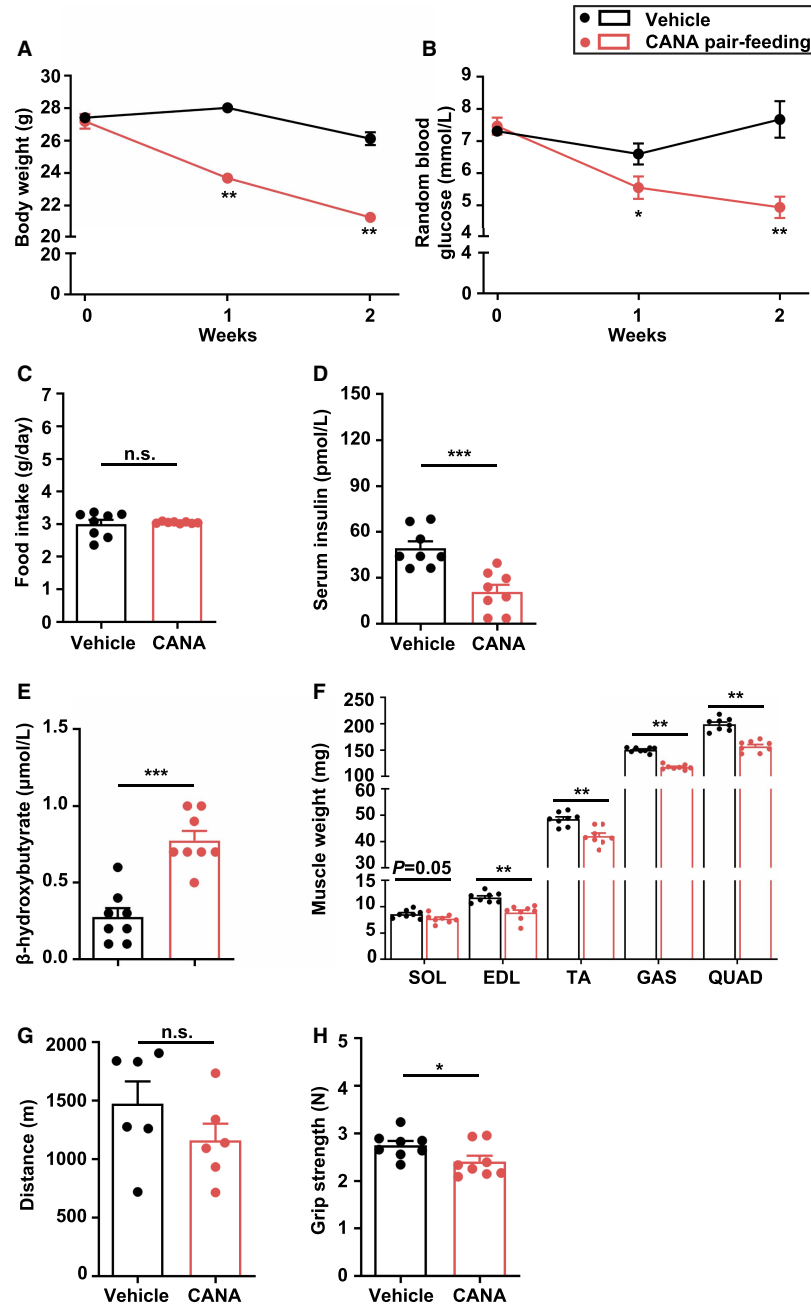 Vehicle
CANA pair-feeding
A
Body weight (g)
30
28
26
24
22
20
20
0
0
1
2
Weeks
**
**
B
Random blood
glucose (mmol/L)
9
8
7
6
5
4
4
0
0
1
2
Weeks
*
**
C
Food intake (g/day)
7
6
5
4
3
2
1
0
n.s.
Vehicle
CANA
D
Serum insulin (pmol/L)
150
90
60
30
0
***
Vehicle
CANA
E
β-hydroxybutyrate (μmol/L)
1.5
1.0
0.5
0.0
***
F
Muscle weight (mg)
250
200
150
100
60
50
40
30
15
10
5
0
P=0.05
**
**
**
**
SOL
EDL
TA
GAS
QUAD
G
Distance (m)
2000
1500
1000
500
0
n.s.
Vehicle
CANA
H
Grip strength (N)
5
4
3
2
1
0
*
Vehicle
CANA